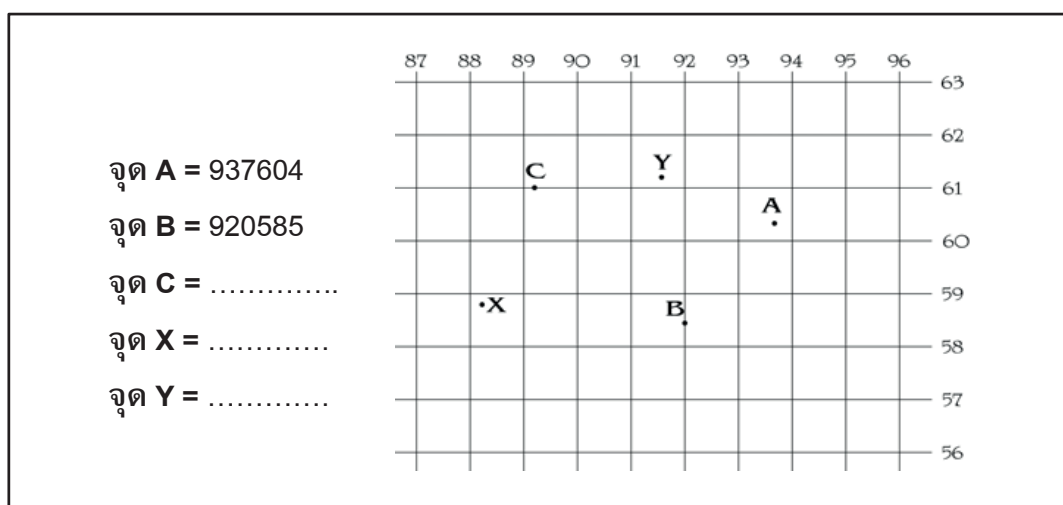 87 88 89 90 91 92 93 94 95 96
63
62
จุด A = 937604
Y
C
61
จุด B = 920585
A
60
จุด C = …………..
59
X
B
จุด X = ………….
58
จุด Y = ………….
57
56